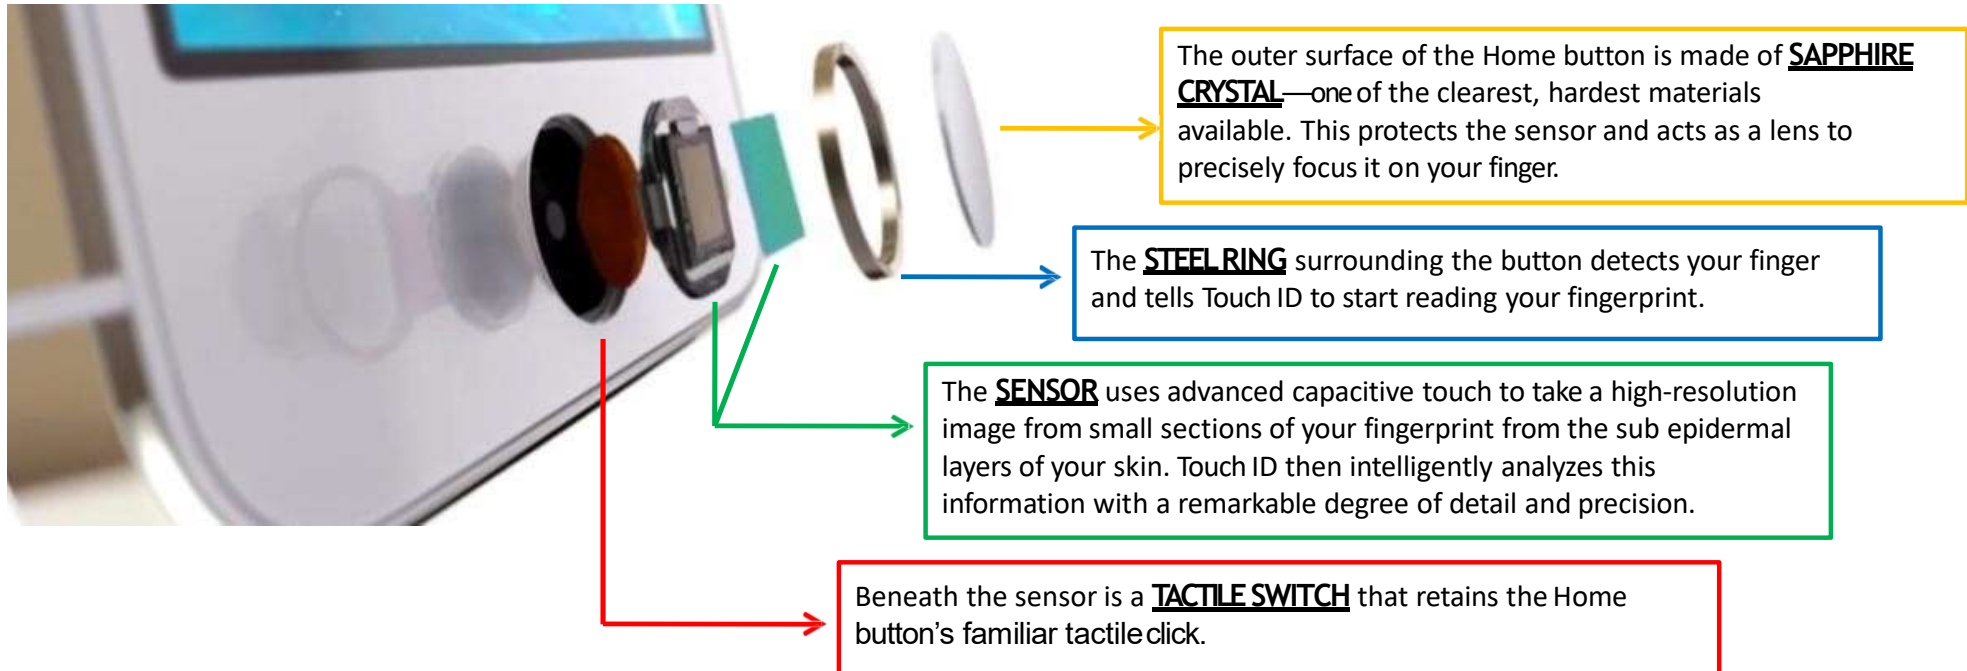 The outer surface of the Home button is made of SAPPHIRE
CRYSTAL—one of the clearest, hardest materials
available. This protects the sensor and acts as a lens to
precisely focus it on your finger.
The STEEL RING surrounding the button detects your finger
and tells Touch ID to start reading your fingerprint.
The SENSOR uses advanced capacitive touch to take a high-resolution
image from small sections of your fingerprint from the sub epidermal
layers of your skin. Touch ID then intelligently analyzes this
information with a remarkable degree of detail and precision.
Beneath the sensor is a TACTILE SWITCH that retains the Home
button’s familiar tactile click.